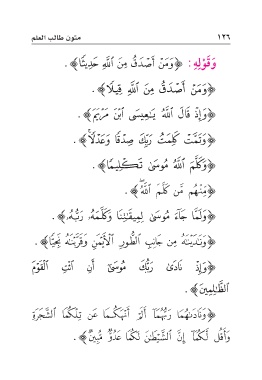 ١٢٦ متون طالب العلم
وَقَوْلِهِ : ﴿وَمَنْ أَصْدَقُ مِنَ ٱللَّهِ حَدِيثًا﴾.
﴿وَمَنْ أَصْدَقُ مِنَ ٱللَّهِ قِيلًا﴾.
﴿وَإِذْ قَالَ ٱللَّهُ يَـٰعِيسَى ٱبْنَ مَرْيَمَ﴾.
﴿وَتَمَّتْ كَلِمَتُ رَبِّكَ صِدْقًا وَعَدْلًا﴾.
﴿وَكَلَّمَ ٱللَّهُ مُوسَىٰ تَكْلِيمًا﴾.
﴿مِنْهُم مَّن كَلَّمَ ٱللَّهُ﴾.
﴿وَلَمَّا جَآءَ مُوسَىٰ لِمِيقَـٰتِنَا وَكَلَّمَهُۥ رَبُّهُۥ﴾.
﴿وَنَـٰدَيْنَـٰهُ مِن جَانِبِ ٱلطُّورِ ٱلْأَيْمَنِ وَقَرَّبْنَـٰهُ نَجِيًّا﴾.
﴿وَإِذْ نَادَىٰ رَبُّكَ مُوسَىٰٓ أَنِ ٱئْتِ ٱلْقَوْمَ
ٱلظَّـٰلِمِينَ﴾.
﴿وَنَادَىٰهُمَا رَبُّهُمَآ أَلَمْ أَنْهَكُمَا عَن تِلْكُمَا ٱلشَّجَرَةِ
وَأَقُل لَّكُمَآ إِنَّ ٱلشَّيْطَـٰنَ لَكُمَا عَدُوٌّ مُّبِينٌ﴾.